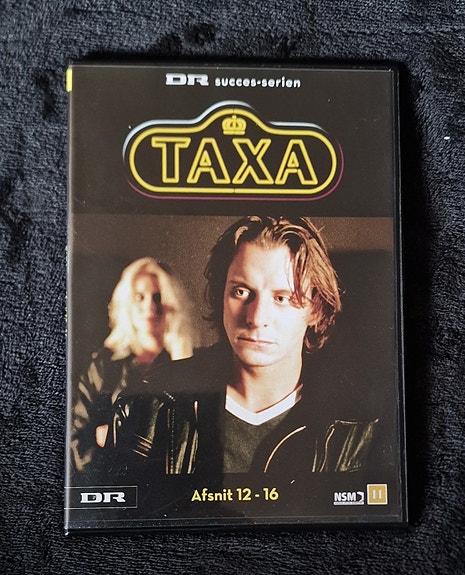 DR succes-serien
TAXA
DR
Afsnit 12 - 16
NSM
11